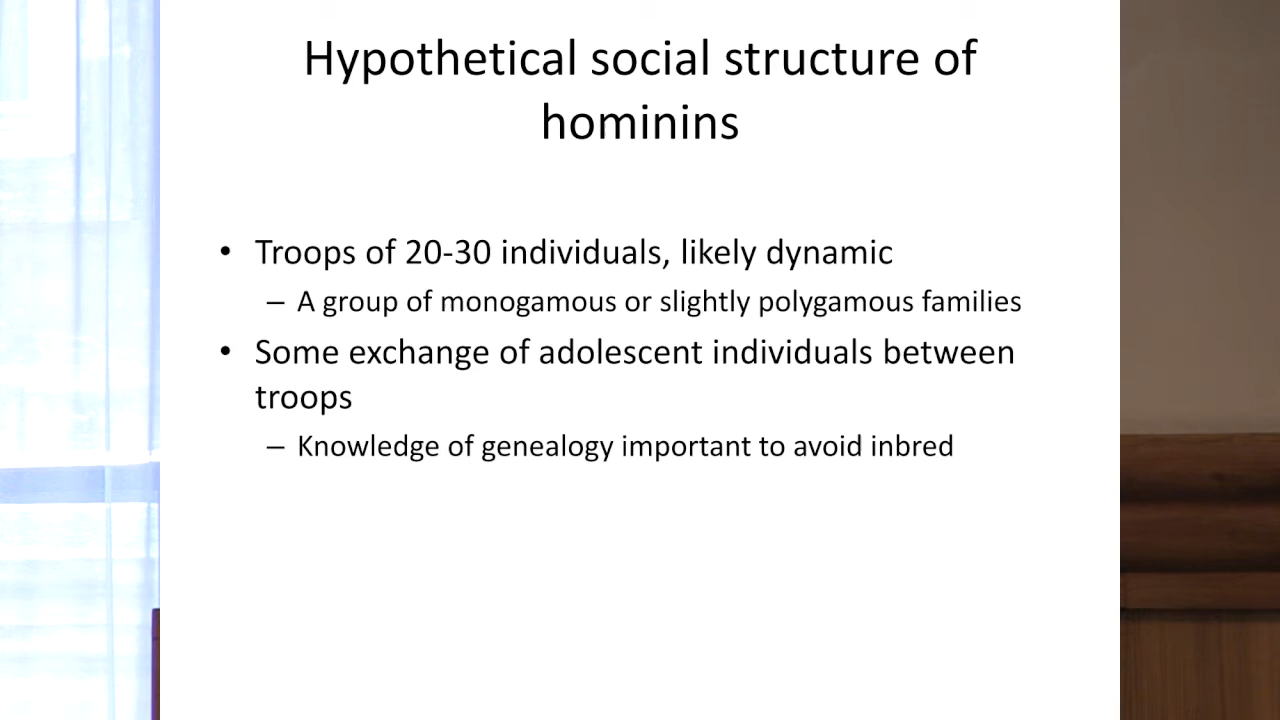 Hypothetical social structure of
hominins
• Troops of 20-30 individuals, likely dynamic
– A group of monogamous or slightly polygamous families
• Some exchange of adolescent individuals between
troops
– Knowledge of genealogy important to avoid inbred